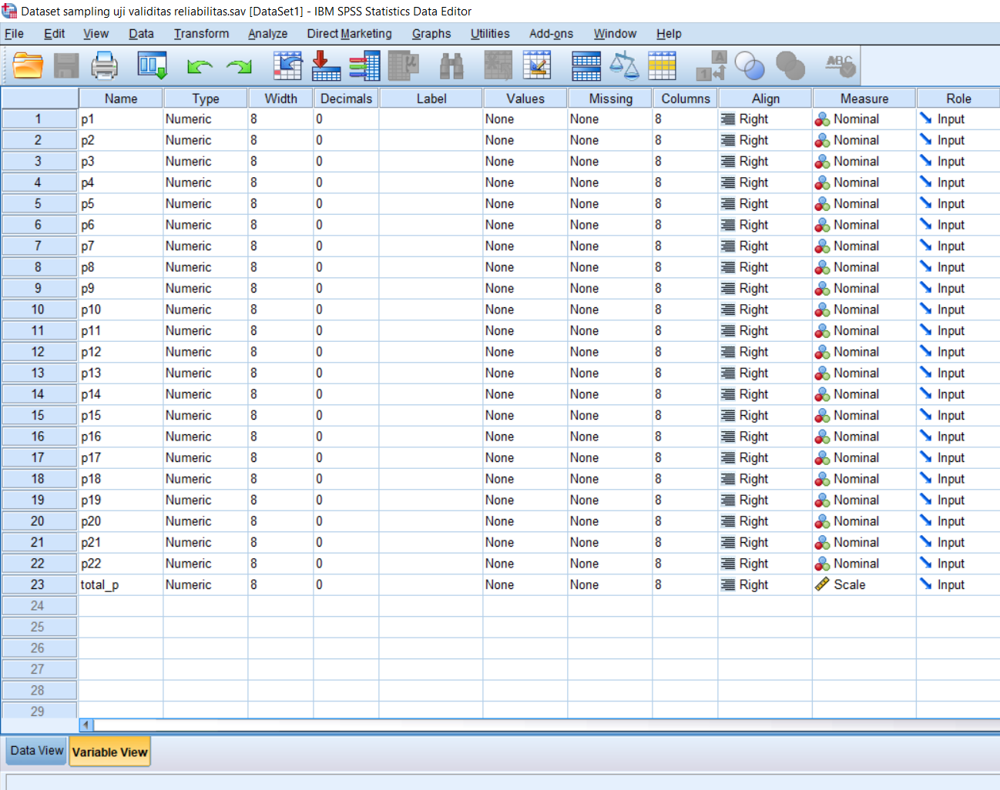 Dataset sampling uji validitas reliabilitas.sav [DataSet1] - IBM SPSS Statistics Data Editor
File Edit View Data Transform Analyze Direct Marketing Graphs Utilities Add-ons Window Help
Name Type Width Decimals Label Values Missing Columns Align Measure Role
1 p1 Numeric 8 0 None None 8 Right Nominal Input
2 p2 Numeric 8 0 None None 8 Right Nominal Input
3 p3 Numeric 8 0 None None 8 Right Nominal Input
4 p4 Numeric 8 0 None None 8 Right Nominal Input
5 p5 Numeric 8 0 None None 8 Right Nominal Input
6 p6 Numeric 8 0 None None 8 Right Nominal Input
7 p7 Numeric 8 0 None None 8 Right Nominal Input
8 p8 Numeric 8 0 None None 8 Right Nominal Input
9 p9 Numeric 8 0 None None 8 Right Nominal Input
10 p10 Numeric 8 0 None None 8 Right Nominal Input
11 p11 Numeric 8 0 None None 8 Right Nominal Input
12 p12 Numeric 8 0 None None 8 Right Nominal Input
13 p13 Numeric 8 0 None None 8 Right Nominal Input
14 p14 Numeric 8 0 None None 8 Right Nominal Input
15 p15 Numeric 8 0 None None 8 Right Nominal Input
16 p16 Numeric 8 0 None None 8 Right Nominal Input
17 p17 Numeric 8 0 None None 8 Right Nominal Input
18 p18 Numeric 8 0 None None 8 Right Nominal Input
19 p19 Numeric 8 0 None None 8 Right Nominal Input
20 p20 Numeric 8 0 None None 8 Right Nominal Input
21 p21 Numeric 8 0 None None 8 Right Nominal Input
22 p22 Numeric 8 0 None None 8 Right Nominal Input
23 total_p Numeric 8 0 None None 8 Right Scale Input
24
25
26
27
28
29
Data View Variable View